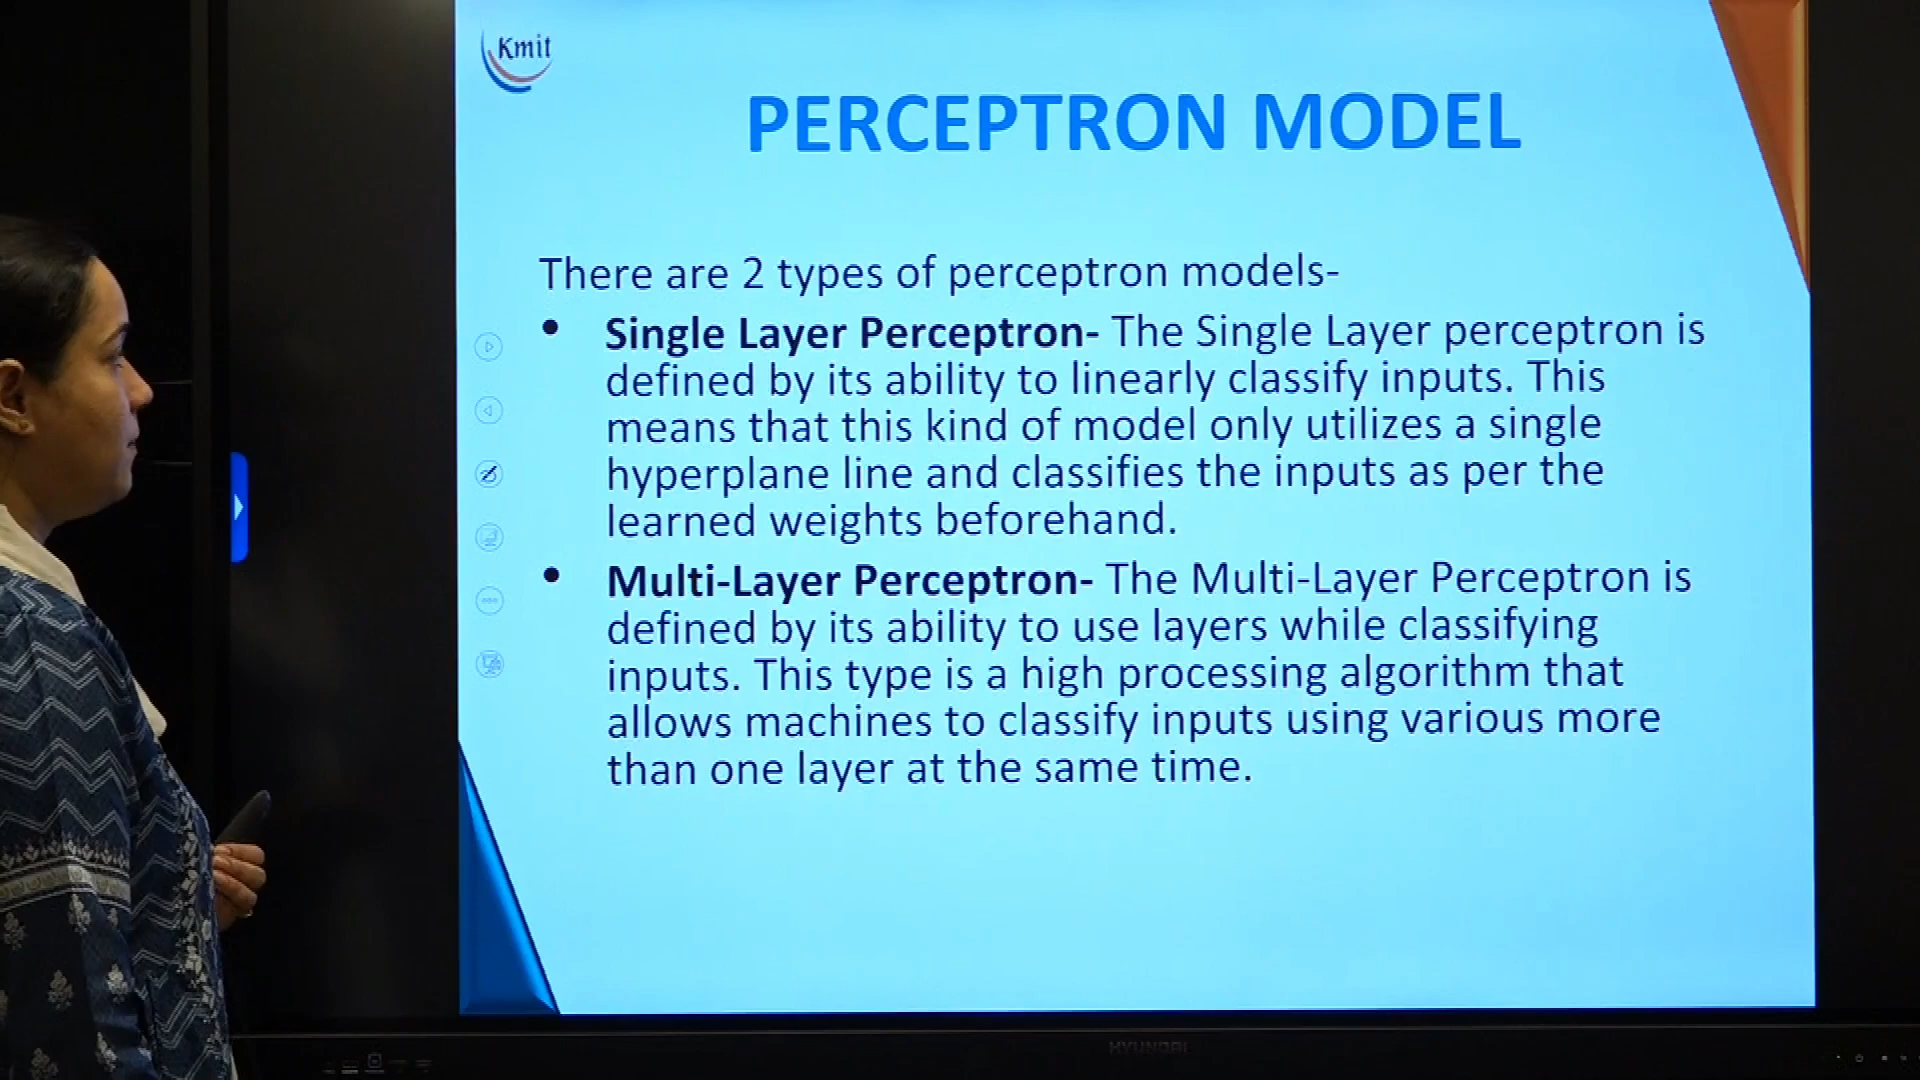 Kmit
PERCEPTRON MODEL
There are 2 types of perceptron models-
• Single Layer Perceptron- The Single Layer perceptron is
defined by its ability to linearly classify inputs. This
means that this kind of model only utilizes a single
hyperplane line and classifies the inputs as per the
learned weights beforehand.
• Multi-Layer Perceptron- The Multi-Layer Perceptron is
defined by its ability to use layers while classifying
inputs. This type is a high processing algorithm that
allows machines to classify inputs using various more
than one layer at the same time.
HYUNDAI